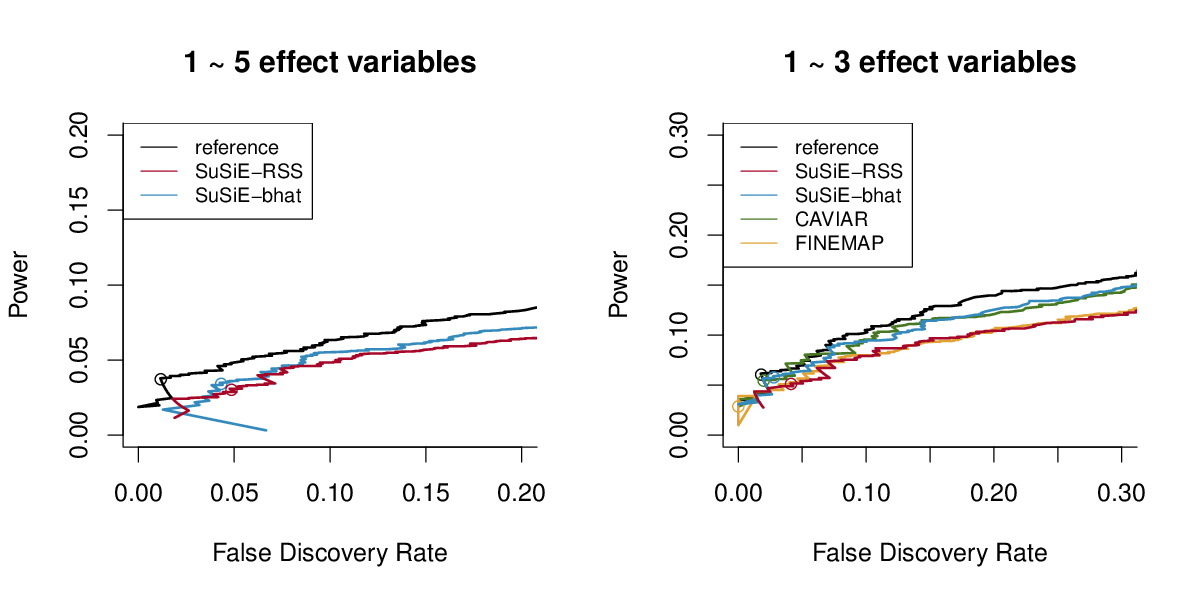 1 ~ 5 effect variables
Power
0.00 0.05 0.10 0.15 0.20
reference
SuSiE−RSS
SuSiE−bhat
0.00 0.05 0.10 0.15 0.20
False Discovery Rate
1 ~ 3 effect variables
Power
0.00 0.10 0.20 0.30
reference
SuSiE−RSS
SuSiE−bhat
CAVIAR
FINEMAP
0.00 0.10 0.20 0.30
False Discovery Rate